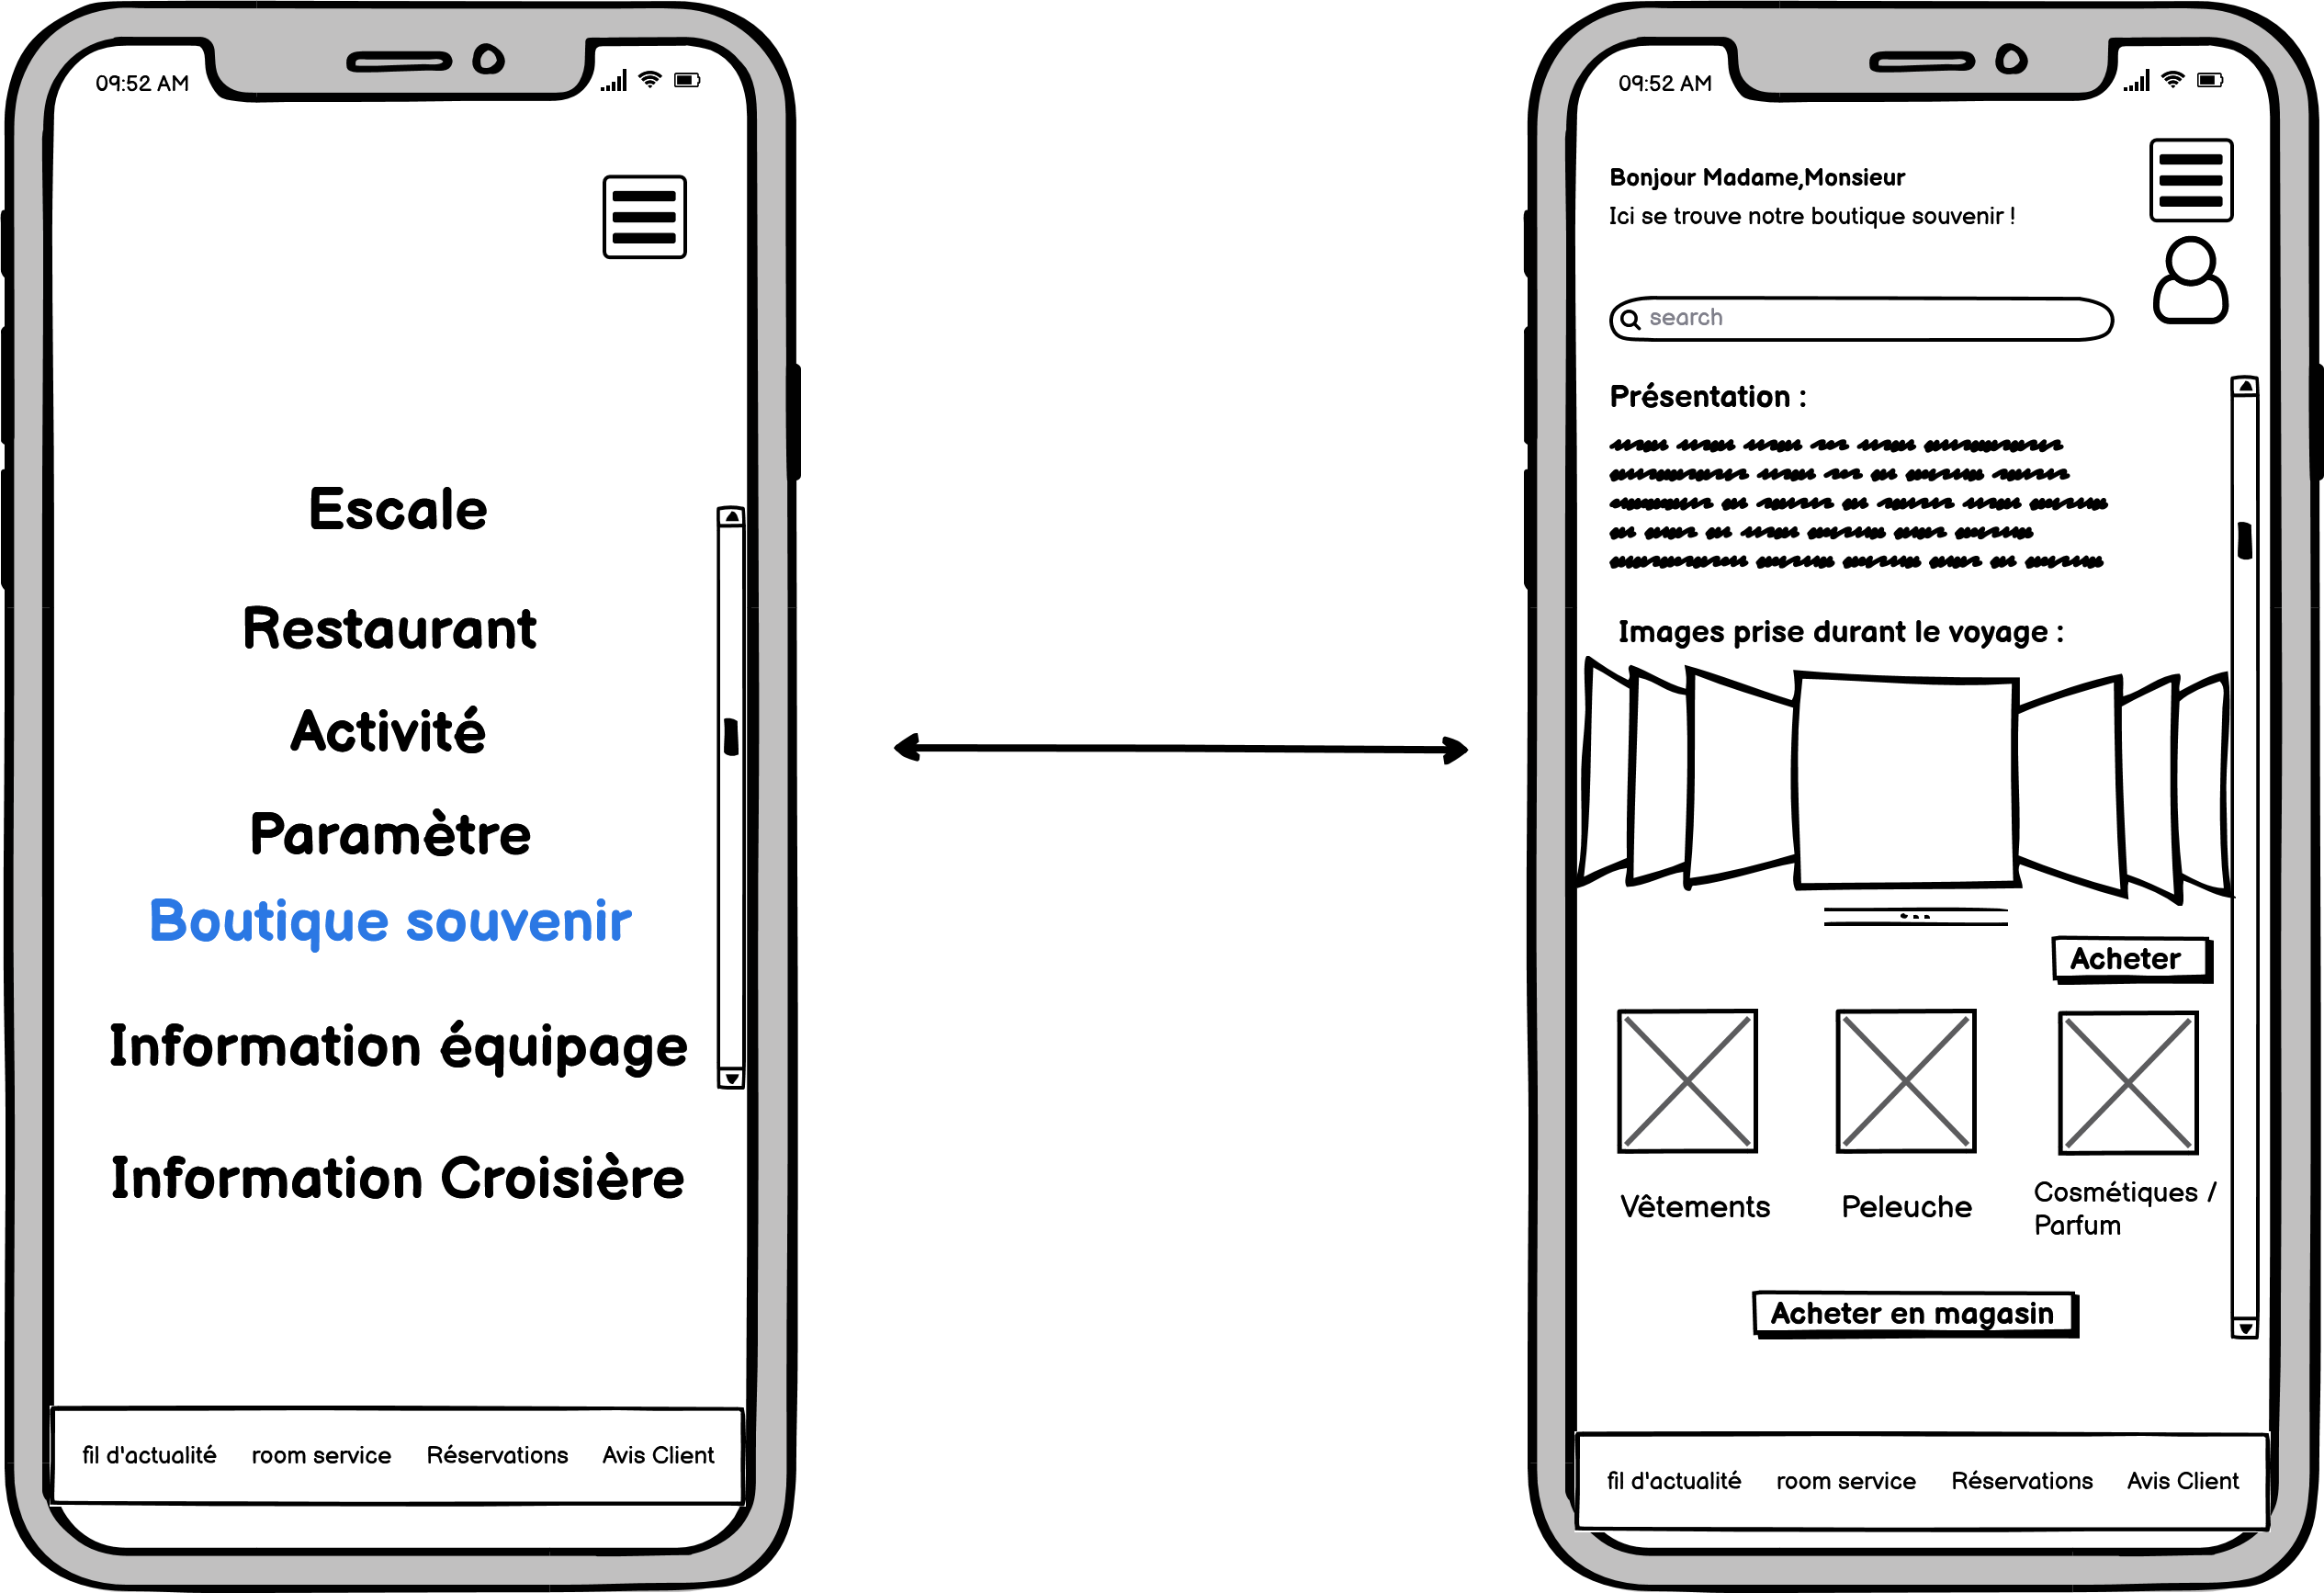 09:52 AM
Escale
Restaurant
Activité
Paramètre
Boutique souvenir
Information équipage
Information Croisière
fil d'actualité room service Réservations Avis Client
09:52 AM
Bonjour Madame,Monsieur
Ici se trouve notre boutique souvenir !
search
Présentation :
Images prise durant le voyage :
Acheter
Vêtements Peleuche Cosmétiques /
Parfum
Acheter en magasin
fil d'actualité room service Réservations Avis Client